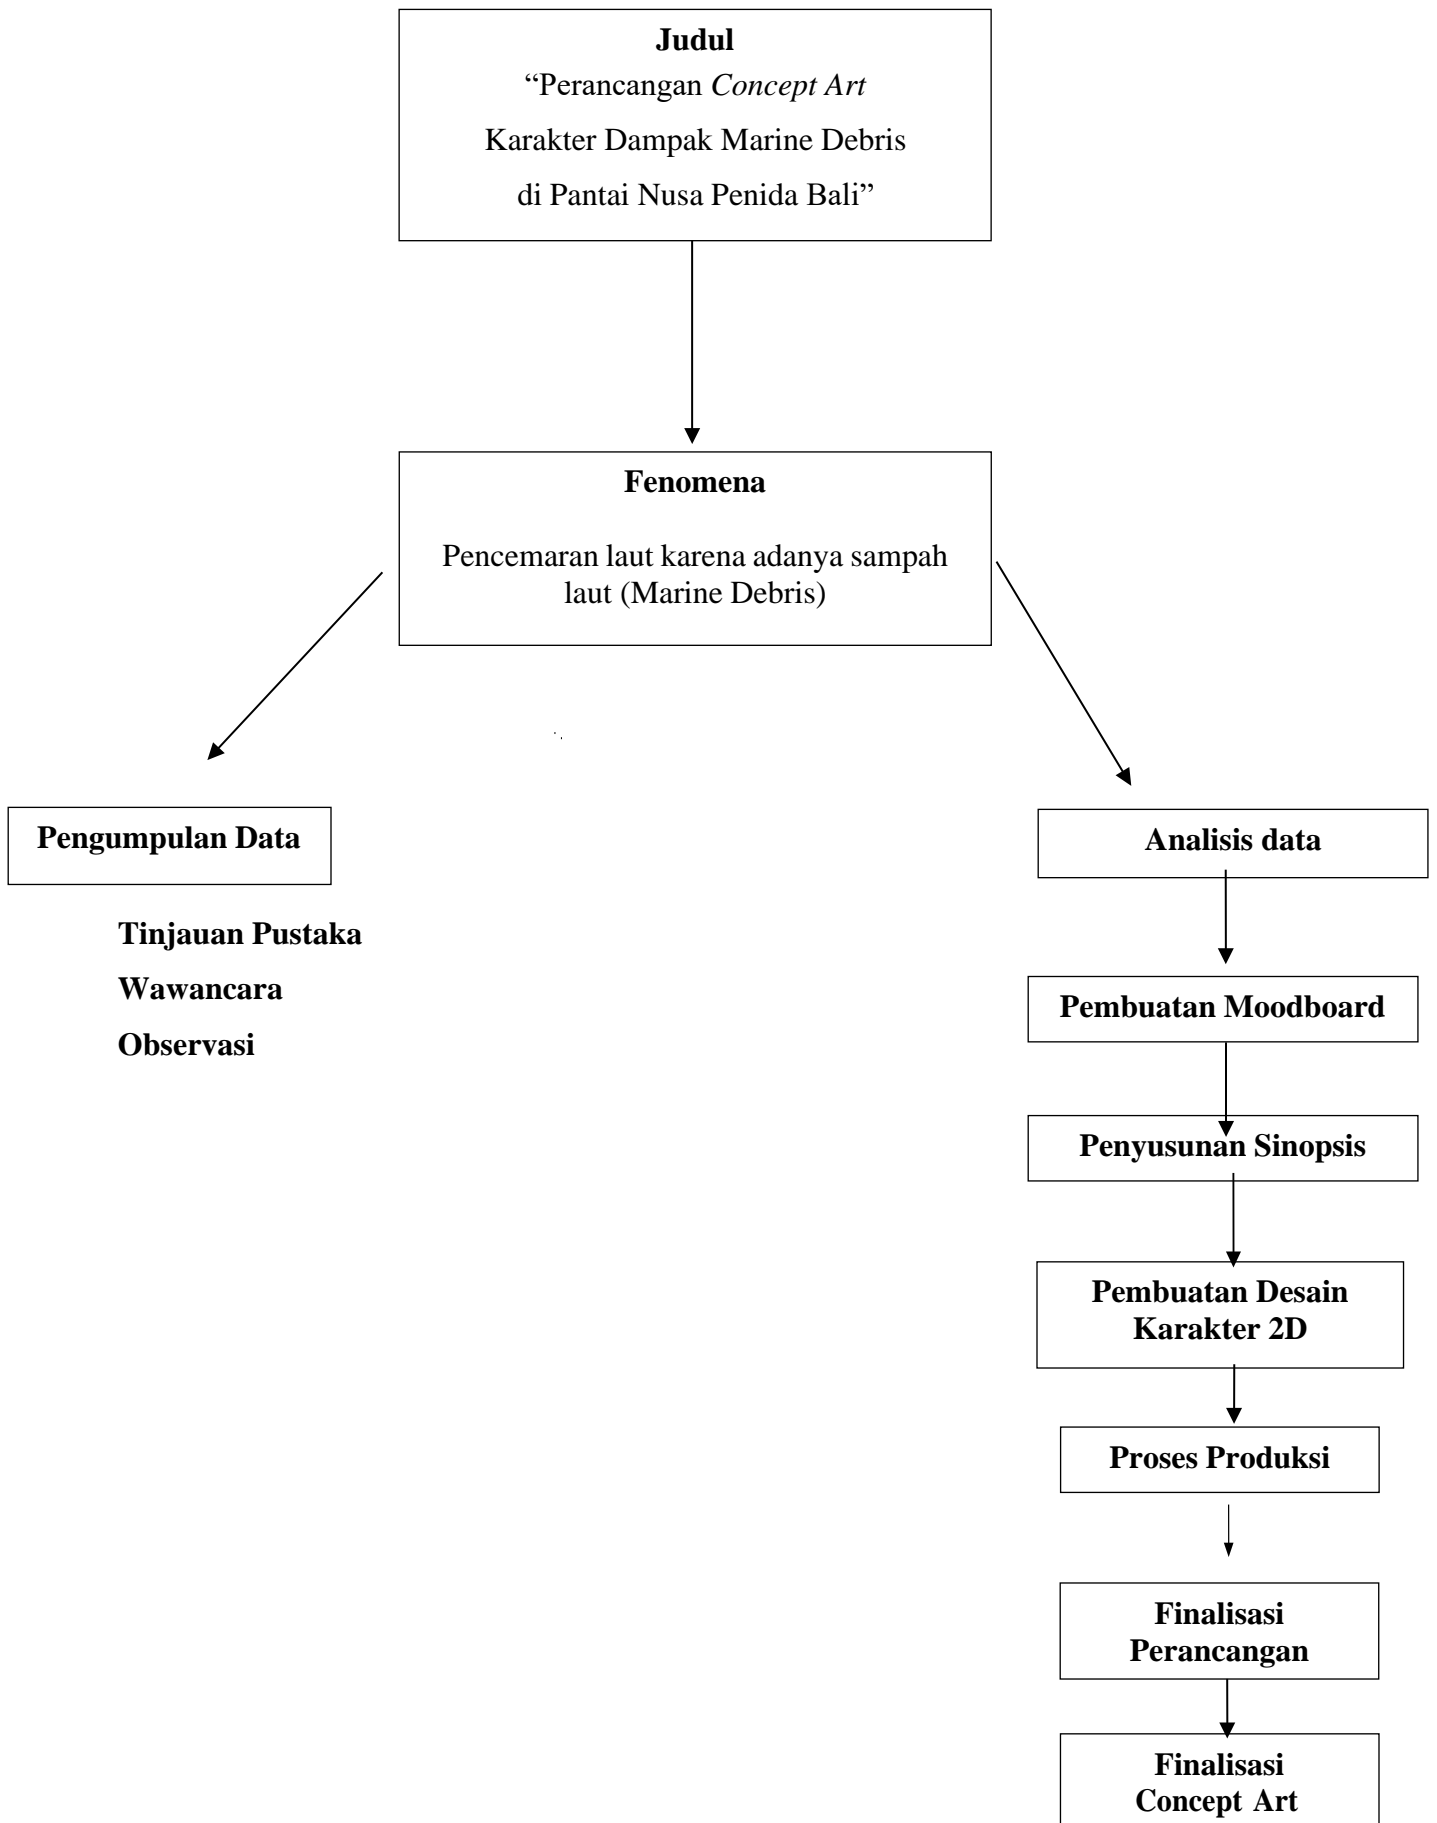 Judul
“Perancangan Concept Art
Karakter Dampak Marine Debris
di Pantai Nusa Penida Bali”
Fenomena
Pencemaran laut karena adanya sampah
laut (Marine Debris)
Pengumpulan Data
Tinjauan Pustaka
Wawancara
Observasi
Analisis data
Pembuatan Moodboard
Penyusunan Sinopsis
Pembuatan Desain
Karakter 2D
Proses Produksi
Finalisasi
Perancangan
Finalisasi
Concept Art